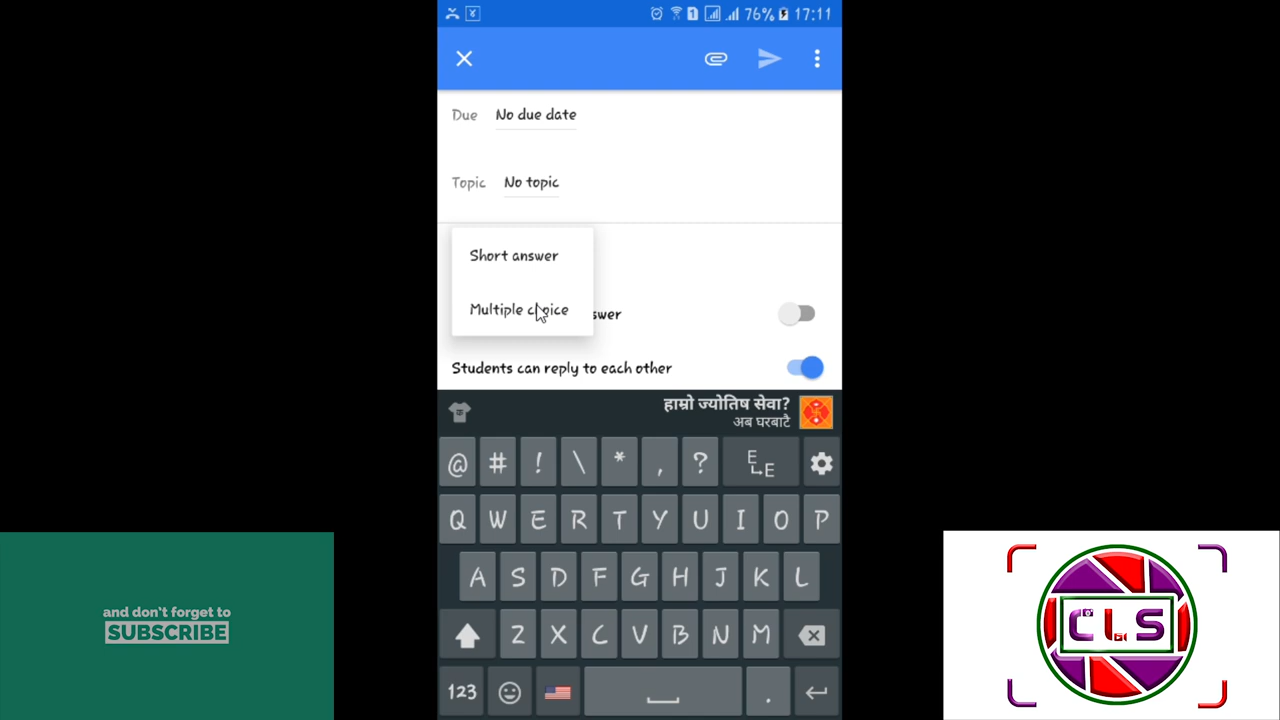 76% 17:11
Due No due date
Topic No topic
Short answer
Multiple choice
swer
Students can reply to each other
हाम्रो ज्योतिष सेवा?
अब घरबाटै
@ # ! \ * , ? E E
Q W E R T Y U I O P
A S D F G H J K L
Z X C V B N M
123 .
and don't forget to
SUBSCRIBE
CLS